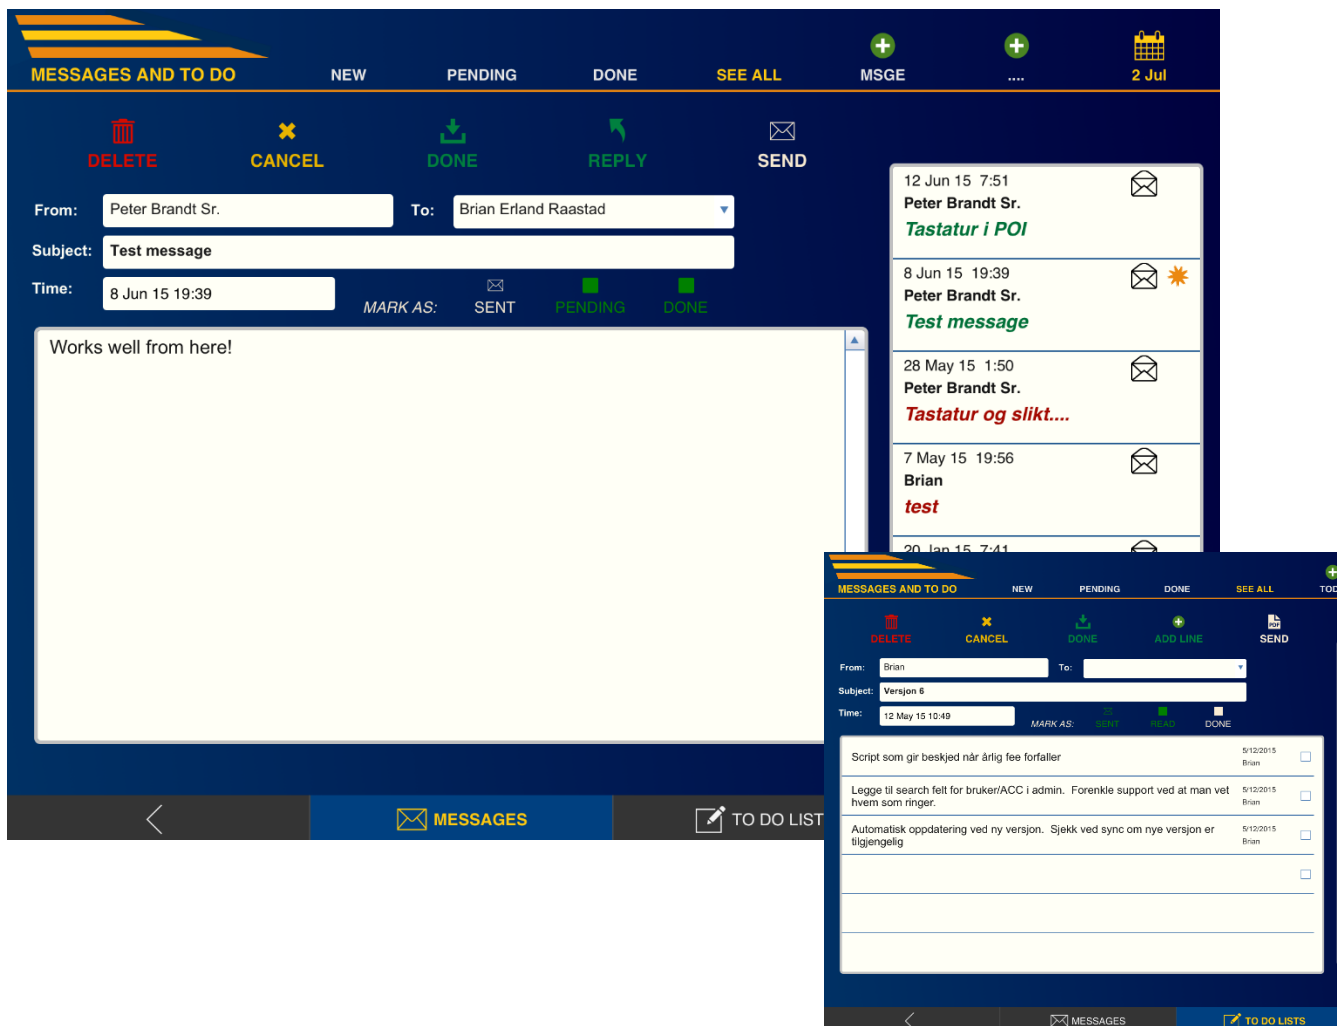 MESSAGES AND TO DO NEW PENDING DONE SEE ALL MSGE .... 2 Jul
DELETE CANCEL DONE REPLY SEND
From: Peter Brandt Sr. To: Brian Erland Raastad
Subject: Test message
Time: 8 Jun 15 19:39 MARK AS: SENT PENDING DONE
Works well from here!
12 Jun 15 7:51
Peter Brandt Sr.
Tastatur i POI
8 Jun 15 19:39
Peter Brandt Sr.
Test message
28 May 15 1:50
Peter Brandt Sr.
Tastatur og slikt....
7 May 15 19:56
Brian
test
20 Jan 15 7:41
MESSAGES TO DO LIST
MESSAGES AND TO DO NEW PENDING DONE SEE ALL TOD
DELETE CANCEL DONE ADD LINE PDF SEND
From: Brian To:
Subject: Versjon 6
Time: 12 May 15 10:49 MARK AS: SENT READ DONE
Script som gir beskjed når årlig fee forfaller 5/12/2015
Brian
Legge til search felt for bruker/ACC i admin. Forenkle support ved at man vet 5/12/2015
hvem som ringer. Brian
Automatisk oppdatering ved ny versjon. Sjekk ved sync om nye versjon er 5/12/2015
tilgjengelig Brian
MESSAGES TO DO LISTS